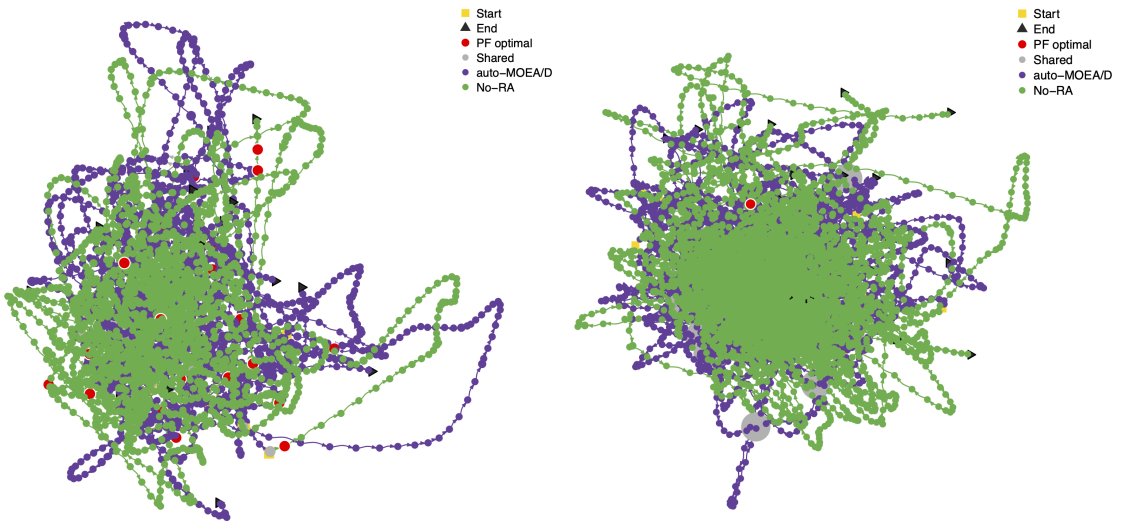 Start
End
PF optimal
Shared
auto−MOEA/D
No−RA
Start
End
PF optimal
Shared
auto−MOEA/D
No−RA